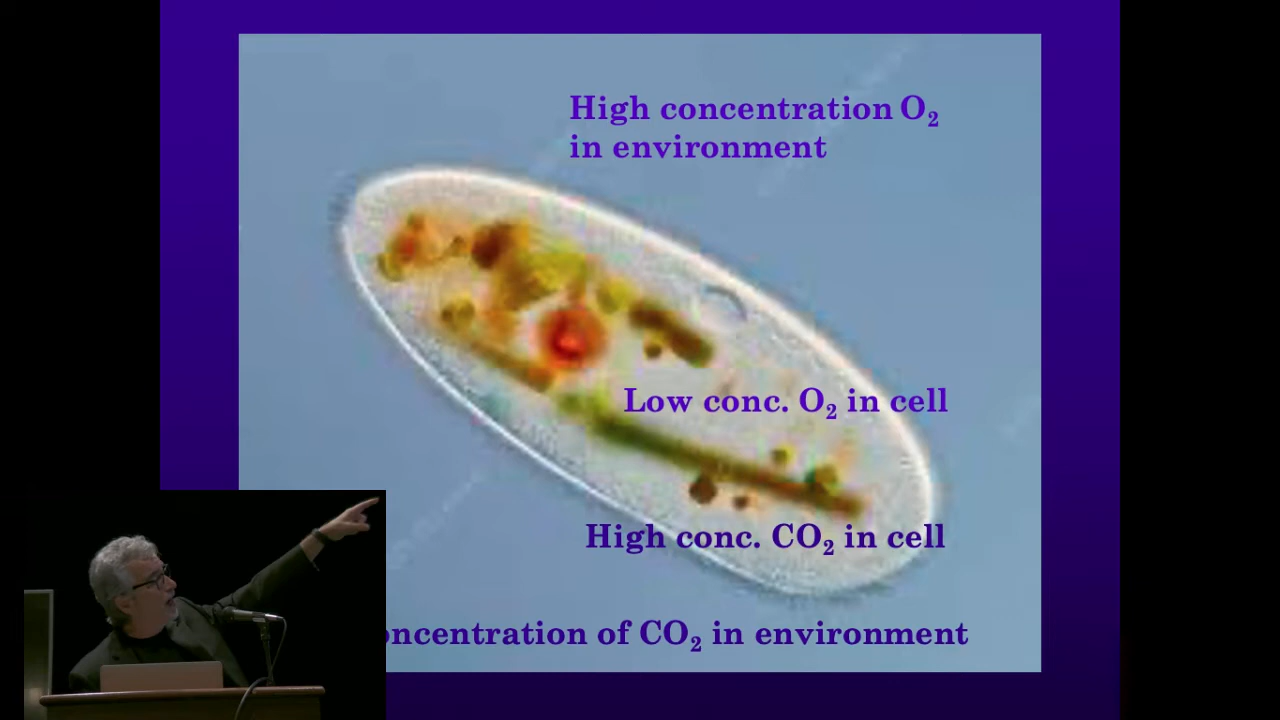 High concentration O₂
in environment
Low conc. O₂ in cell
High conc. CO₂ in cell
of CO₂ in environment